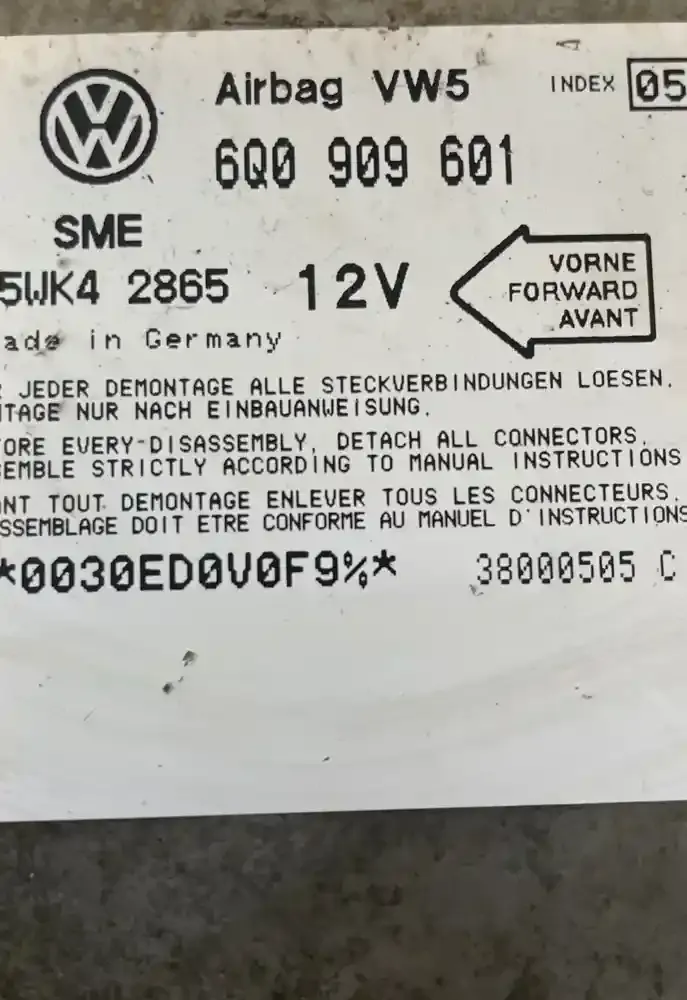 Airbag VW5 INDEX 05
6Q0 909 601
SME
5WK4 2865 12V
VORNE
FORWARD
AVANT
ade in Germany
JEDER DEMONTAGE ALLE STECKVERBINDUNGEN LOESEN.
TAGE NUR NACH EINBAUANWEISUNG.
ORE EVERY-DISASSEMBLY, DETACH ALL CONNECTORS.
EMBLE STRICTLY ACCORDING TO MANUAL INSTRUCTIONS
NT TOUT DEMONTAGE ENLEVER TOUS LES CONNECTEURS.
SSEMBLAGE DOIT ETRE CONFORME AU MANUEL D'INSTRUCTIONS
*0030ED0V0F9%* 38000505 C